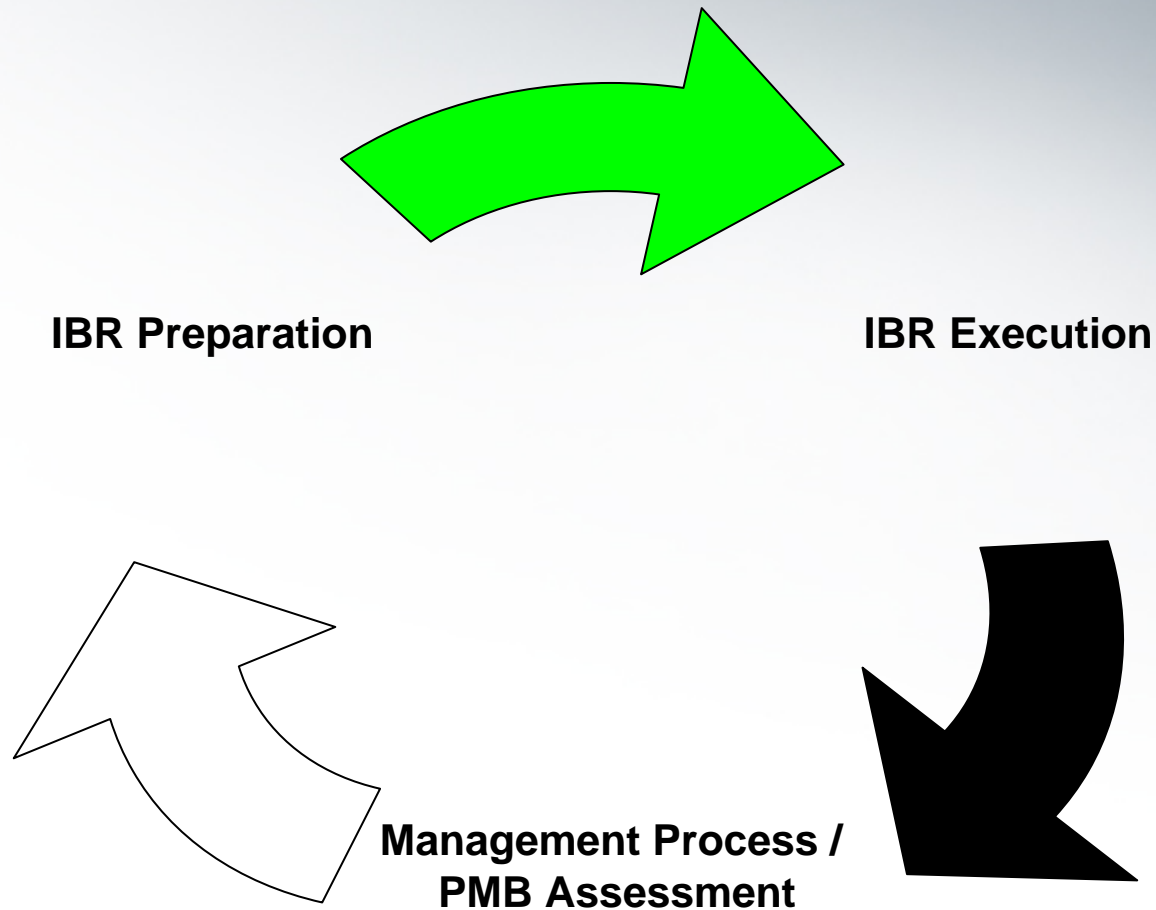 IBR Preparation
IBR Execution
Management Process /
PMB Assessment